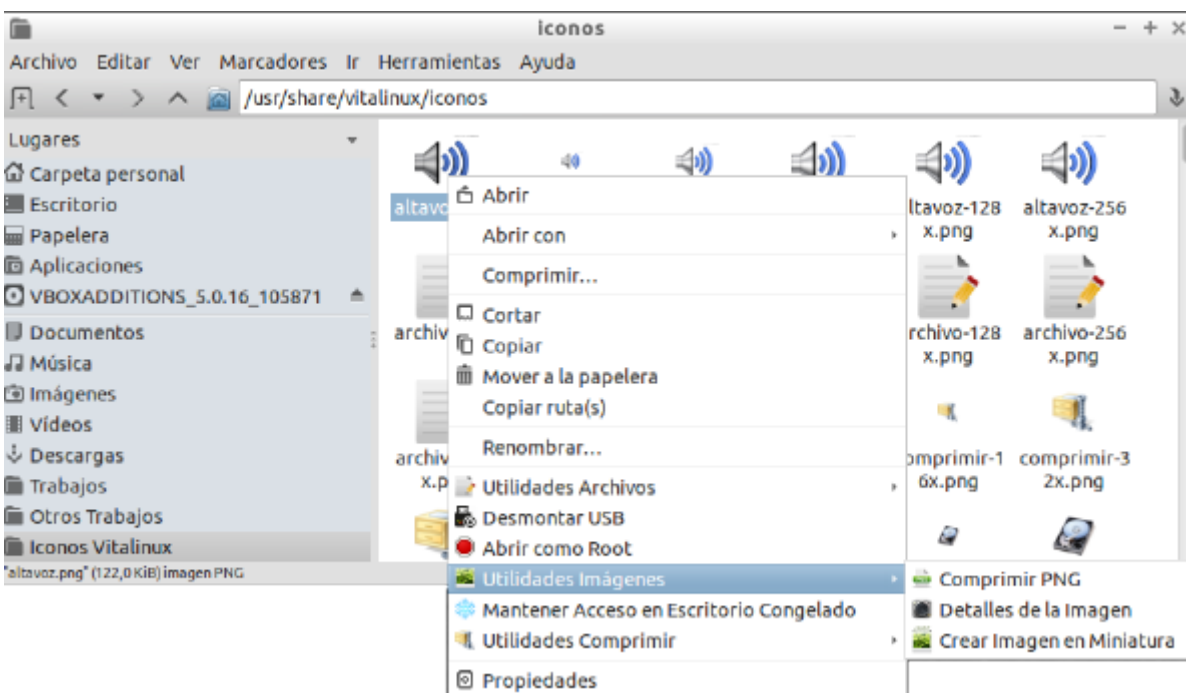 iconos
Archivo Editar Ver Marcadores Ir Herramientas Ayuda
/usr/share/vitalinux/iconos
Lugares
Carpeta personal
Escritorio
Papelera
Aplicaciones
VBOXADDITIONS_5.0.16_105871
Documentos
Música
Imágenes
Vídeos
Descargas
Trabajos
Otros Trabajos
Iconos Vitalinux
"altavoz.png" (122,0 KiB) imagen PNG
altavo
ltavoz-128
x.png
altavoz-256
x.png
archiv
rchivo-128
x.png
archivo-256
x.png
archiv
x.p
omprimir-1
6x.png
comprimir-3
2x.png
Abrir
Abrir con
Comprimir...
Cortar
Copiar
Mover a la papelera
Copiar ruta(s)
Renombrar...
Utilidades Archivos
Desmontar USB
Abrir como Root
Utilidades Imágenes
Mantener Acceso en Escritorio Congelado
Utilidades Comprimir
Propiedades
Comprimir PNG
Detalles de la Imagen
Crear Imagen en Miniatura